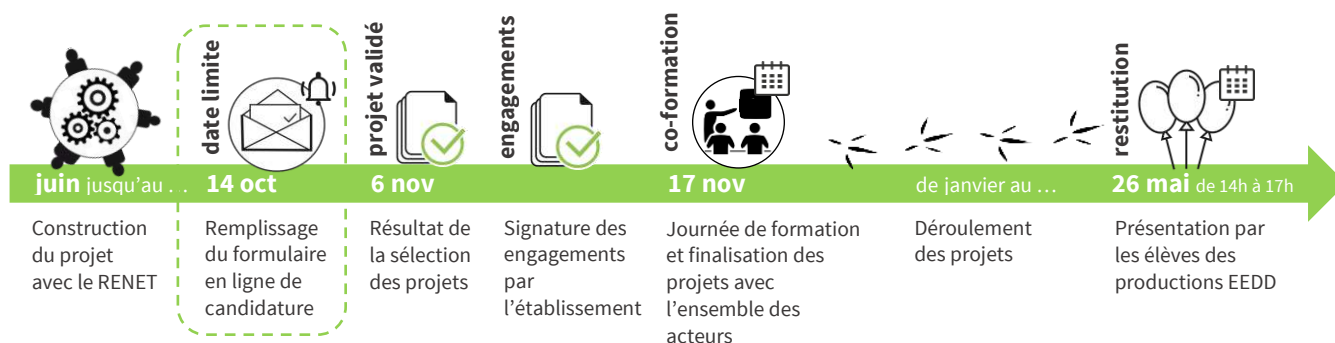 date limite
projet validé
engagements
co-formation
restitution
juin jusqu'au ...
14 oct
6 nov
17 nov
de janvier au ...
26 mai de 14h à 17h
Construction
du projet
avec le RENET
Remplissage
du formulaire
en ligne de
candidature
Résultat de
la sélection
des projets
Signature des
engagements
par
l'établissement
Journée de formation
et finalisation des
projets avec
l'ensemble des
acteurs
Déroulement
des projets
Présentation par
les élèves des
productions EEDD